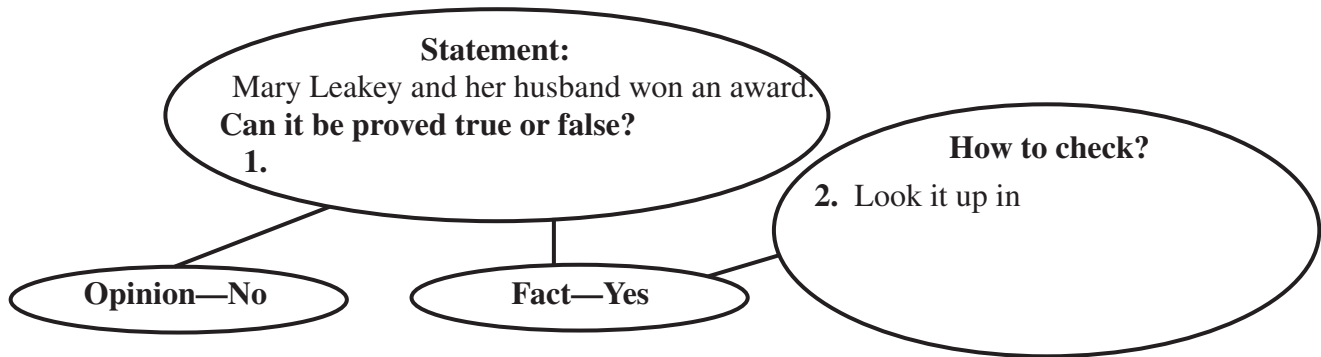 Statement:
Mary Leakey and her husband won an award.
Can it be proved true or false?
1.
How to check?
2. Look it up in
Opinion—No
Fact—Yes